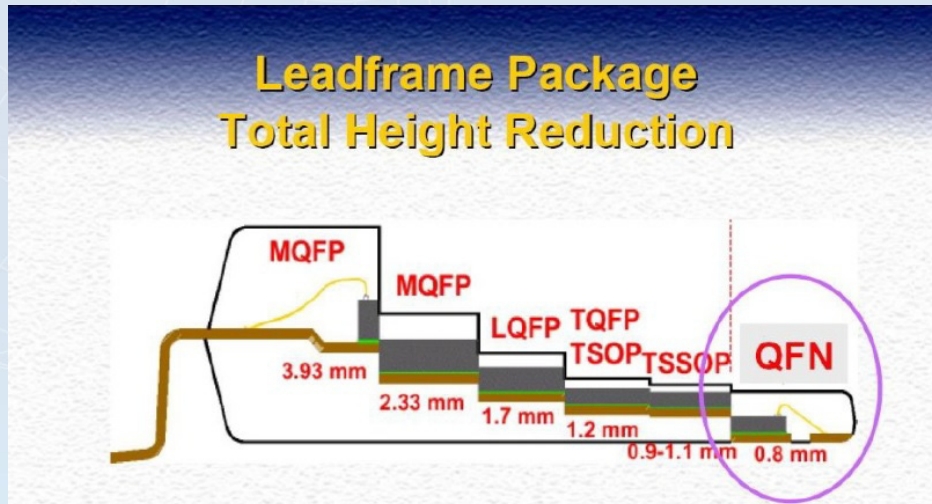 Leadframe Package
Total Height Reduction
MQFP
MQFP
LQFP
TQFP
TSOP
TSSOP
QFN
3.93 mm
2.33 mm
1.7 mm
1.2 mm
0.9-1.1 mm
0.8 mm